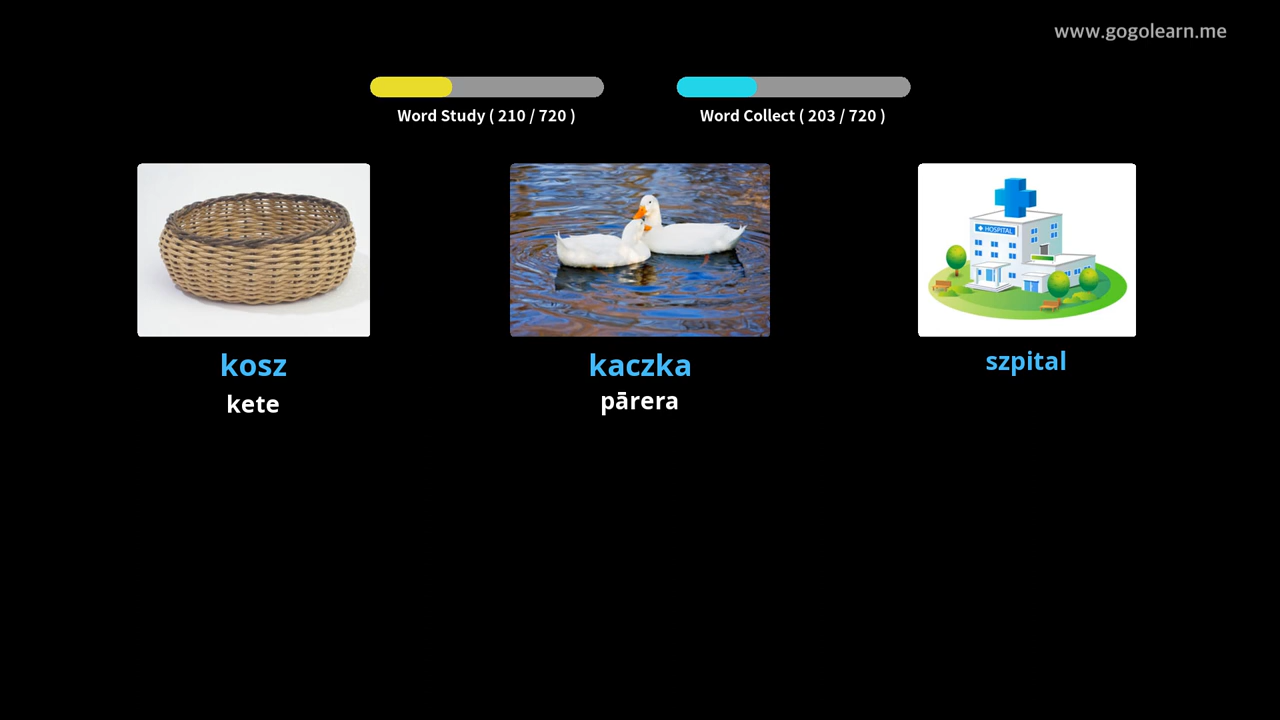 www.gogolearn.me
Word Study ( 210 / 720 )
Word Collect ( 203 / 720 )
HOSPITAL
kosz
kaczka
szpital
kete
pārera